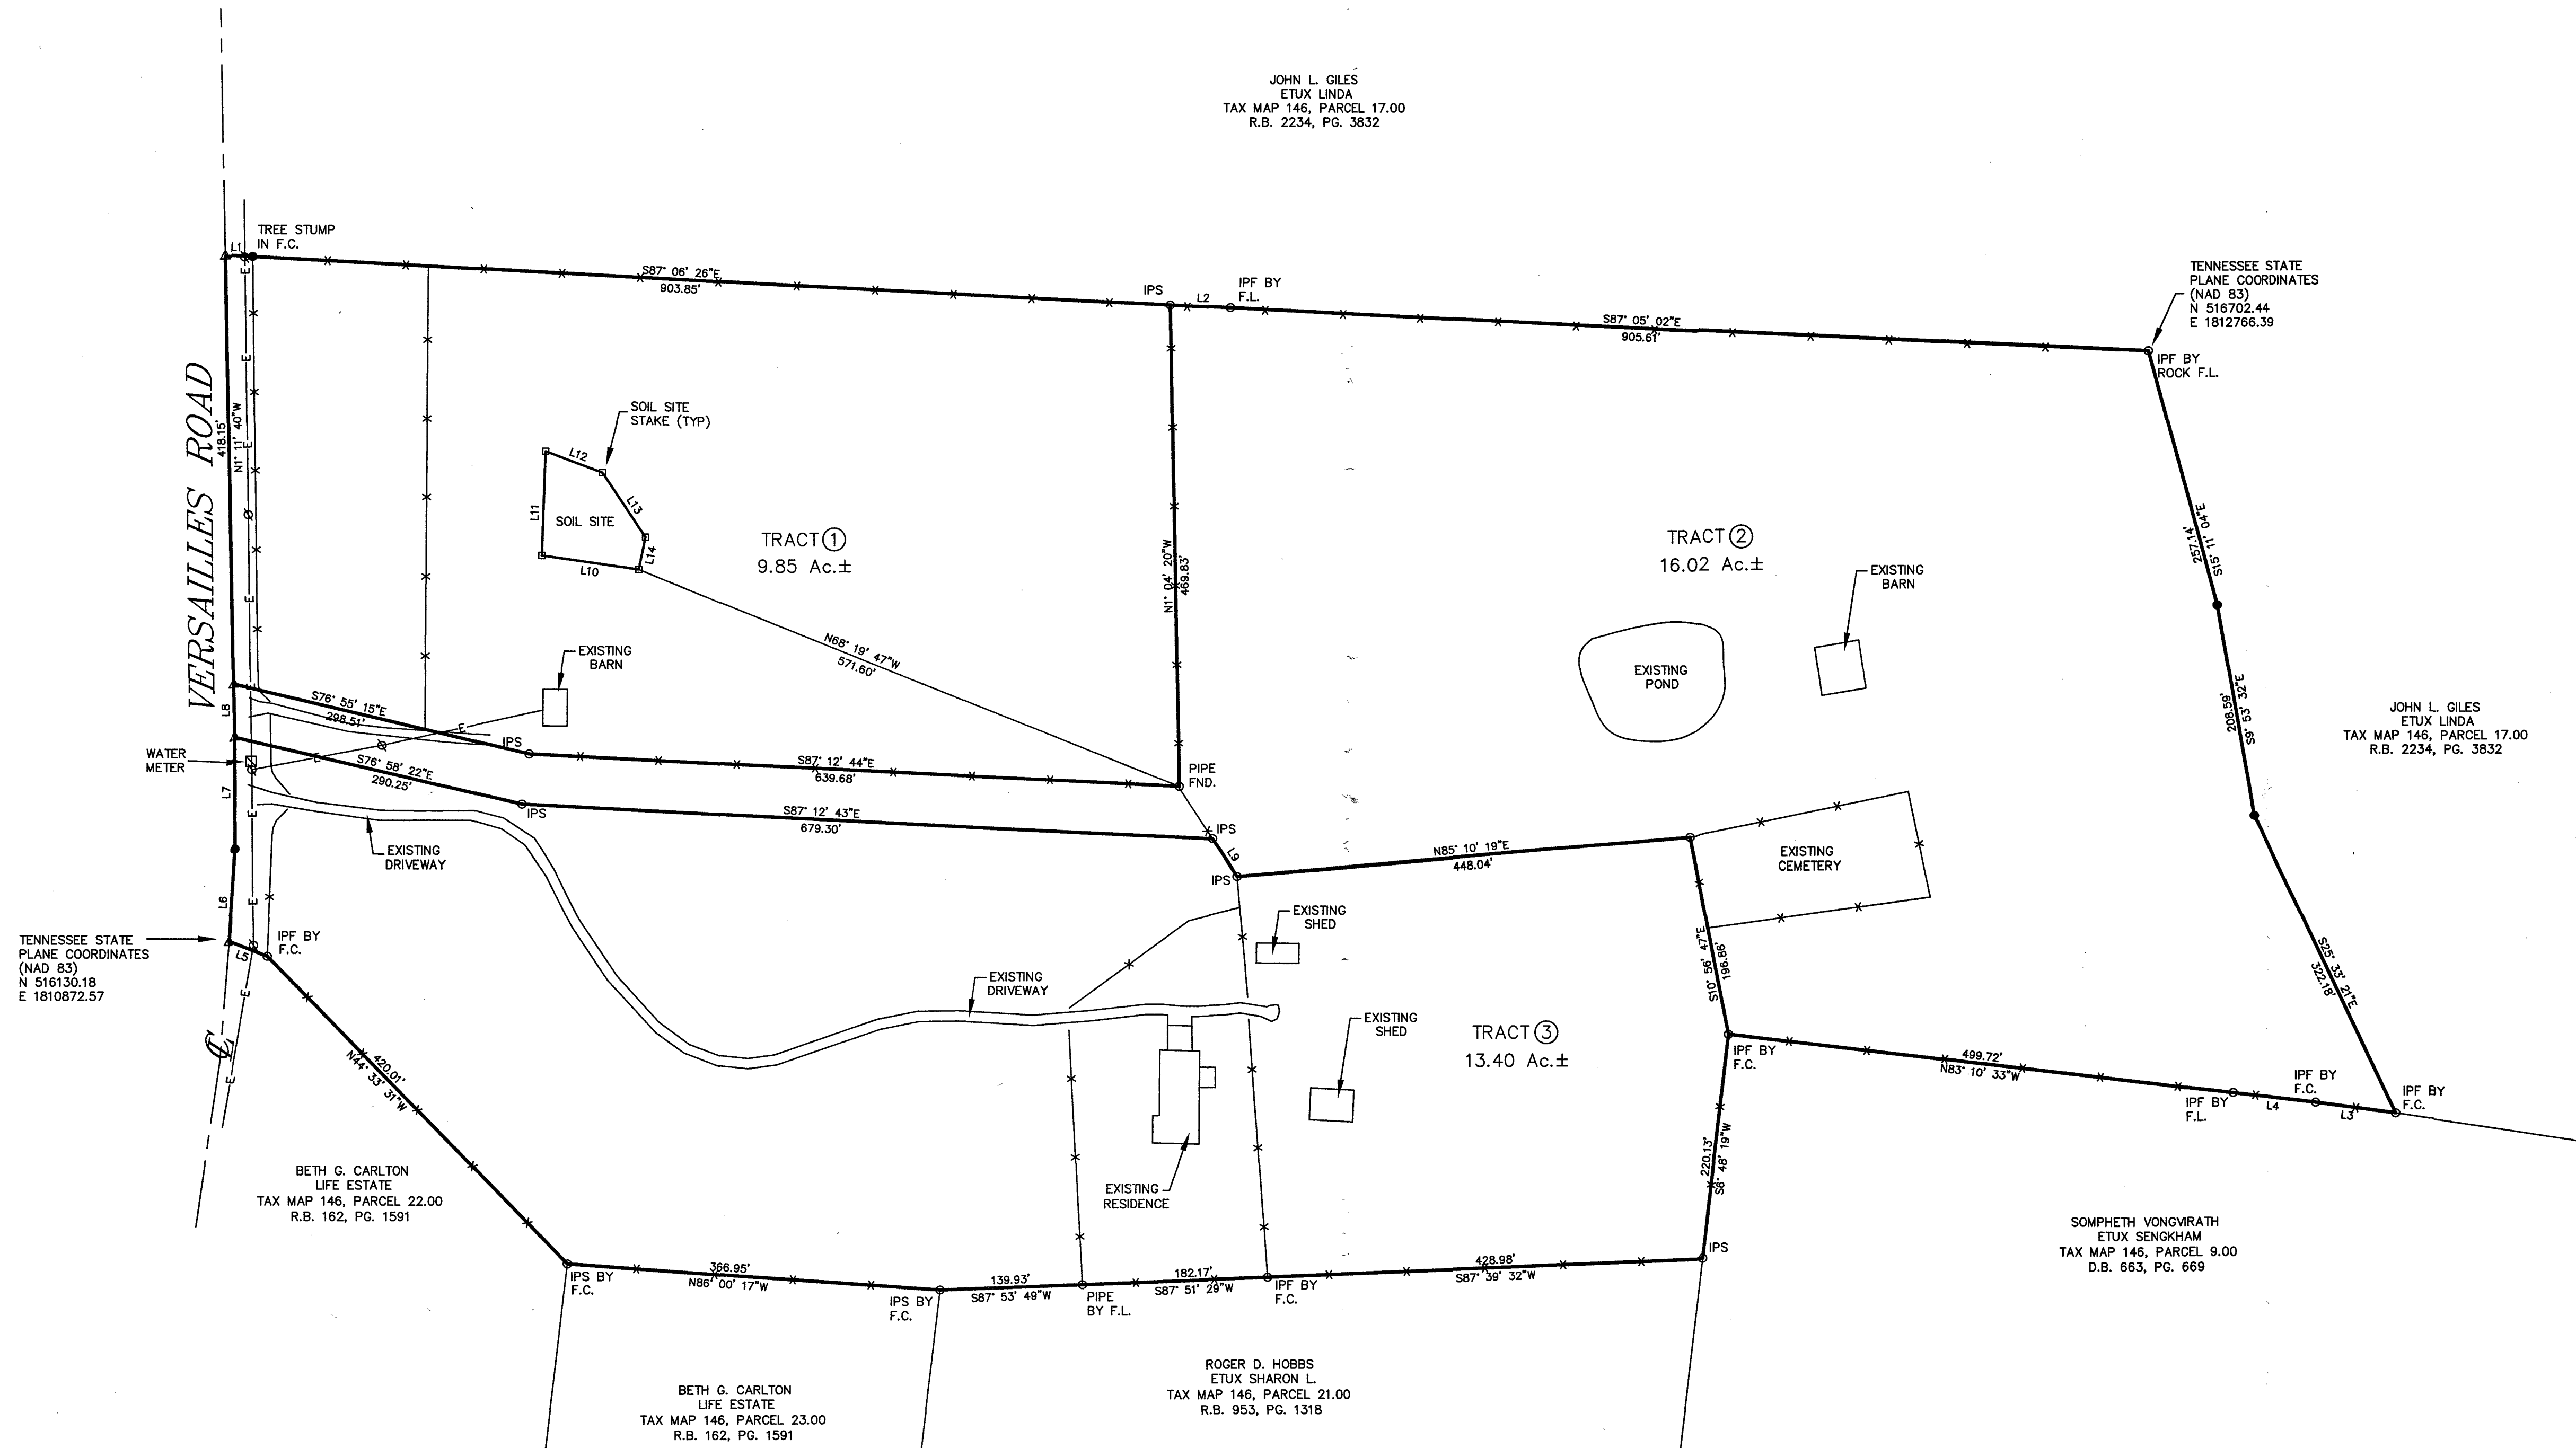 JOHN L. GILES
ETUX LINDA
TAX MAP 146, PARCEL 17.00
R.B. 2234, PG. 3832
TREE STUMP
IN F.C.
L1
S87° 06' 26"E
903.85'
IPS
L2
IPF BY
F.L.
S87° 05' 02"E
905.61'
TENNESSEE STATE
PLANE COORDINATES
(NAD 83)
N 516702.44
E 1812766.39
IPF BY
ROCK F.L.
VERSAILLES ROAD
418.15'
N1° 11' 40"W
E
E
E
E
E
SOIL SITE
STAKE (TYP)
L12
L13
L11
SOIL SITE
L14
L10
TRACT 1
9.85 Ac.±
N1° 04' 20"W
469.83'
TRACT 2
16.02 Ac.±
EXISTING
BARN
257.14'
S15° 11' 04"E
N68° 19' 47"W
571.60'
EXISTING
BARN
EXISTING
POND
208.59'
S9° 53' 32"E
JOHN L. GILES
ETUX LINDA
TAX MAP 146, PARCEL 17.00
R.B. 2234, PG. 3832
S76° 55' 15"E
298.51'
L8
E
IPS
WATER
METER
E
S76° 58' 22"E
290.25'
S87° 12' 44"E
639.68'
PIPE
FND.
L7
IPS
S87° 12' 43"E
679.30'
IPS
E
EXISTING
DRIVEWAY
L9
IPS
N85° 10' 19"E
448.04'
EXISTING
CEMETERY
L6
E
EXISTING
SHED
TENNESSEE STATE
PLANE COORDINATES
(NAD 83)
N 516130.18
E 1810872.57
IPF BY
F.C.
L5
E
S10° 56' 47"E
196.86'
S25° 33' 21"E
322.18'
EXISTING
DRIVEWAY
EXISTING
SHED
TRACT 3
13.40 Ac.±
℄
E
420.01'
N44° 33' 31"W
IPF BY
F.C.
499.72'
N83° 10' 33"W
IPF BY
F.L.
L4
IPF BY
F.C.
L3
IPF BY
F.C.
220.13'
S6° 48' 19"W
BETH G. CARLTON
LIFE ESTATE
TAX MAP 146, PARCEL 22.00
R.B. 162, PG. 1591
EXISTING
RESIDENCE
SOMPHETH VONGVIRATH
ETUX SENGKHAM
TAX MAP 146, PARCEL 9.00
D.B. 663, PG. 669
IPS BY
F.C.
366.95'
N86° 00' 17"W
IPS BY
F.C.
139.93'
S87° 53' 49"W
PIPE
BY F.L.
182.17'
S87° 51' 29"W
IPF BY
F.C.
428.98'
S87° 39' 32"W
IPS
BETH G. CARLTON
LIFE ESTATE
TAX MAP 146, PARCEL 23.00
R.B. 162, PG. 1591
ROGER D. HOBBS
ETUX SHARON L.
TAX MAP 146, PARCEL 21.00
R.B. 953, PG. 1318